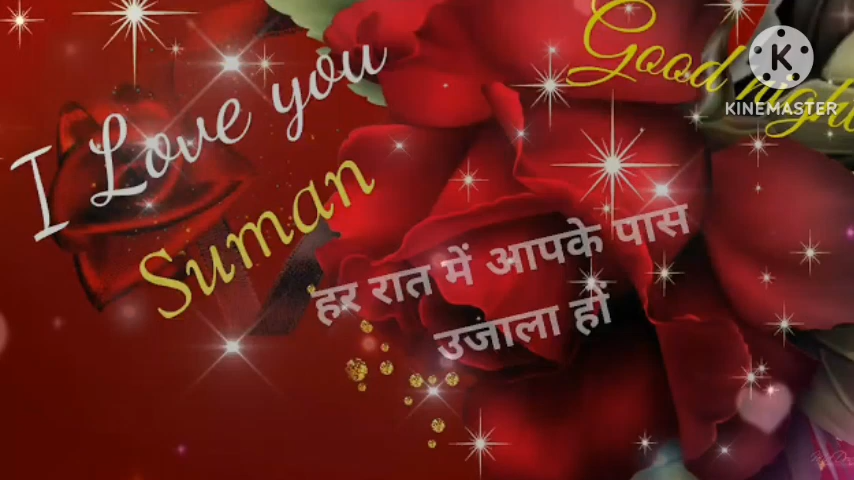 I Love you
Suman
Good night
KINEMASTER
हर रात में आपके पास
उजाला हों